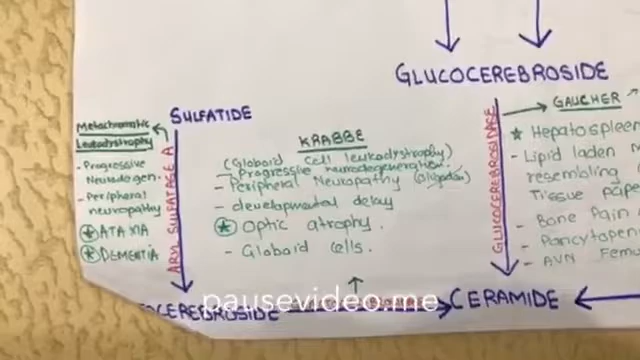 GLUCOCEREBROSIDE
SULFATIDE
Metachromatic
Leukodystrophy
- Progressive
Neurodegen.
- Peripheral
neuropathy
ATAXIA
DEMENTIA
ARYL SULFATASE A
KRABBE
(Globoid Cell leukodystrophy)
- Progressive neurodegeneration
- Peripheral Neuropathy
- developmental delay
Optic atrophy.
- Globoid cells.
GLUCOCEREBROSIDASE
GAUCHER
Hepatosplen
- Lipid laden
resembling
Tissue pape
- Bone Pain
- Pancytopen
- AVN Femu
CEREBROSIDE
CERAMIDE
pausevideo.me